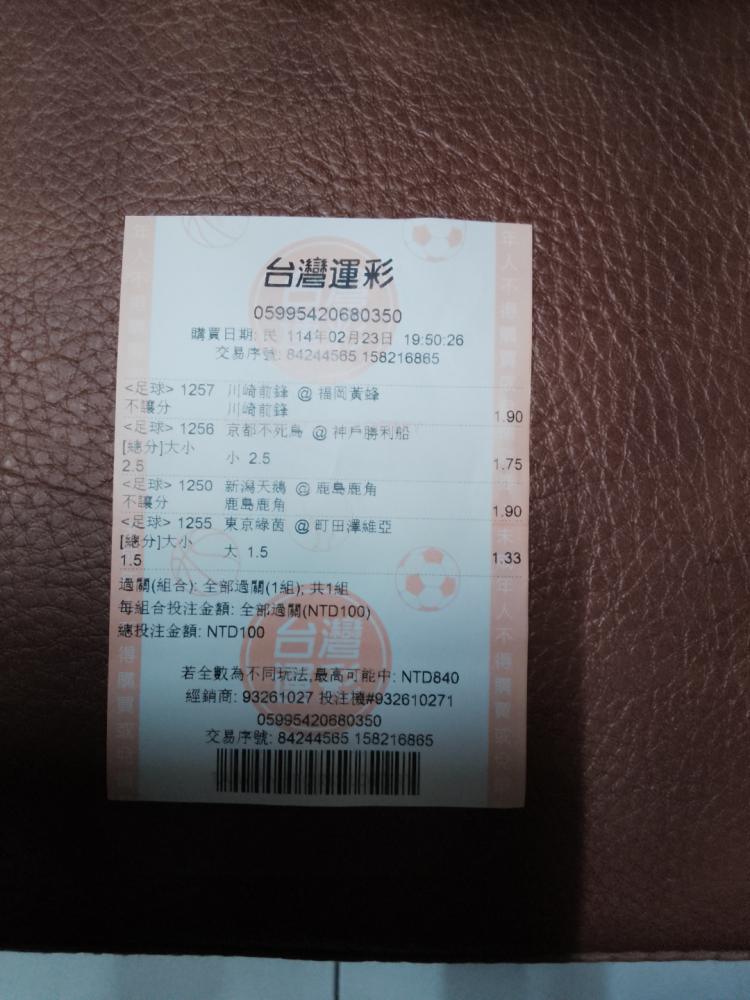 台灣運彩
05995420680350
購買日期: 民 114年02月23日 19:50:26
交易序號: 84244565 158216865
<足球> 1257 川崎前鋒 @ 福岡黃蜂
不讓分 川崎前鋒 1.90
<足球> 1256 京都不死鳥 @ 神戶勝利船
[總分]大小
2.5 小 2.5 1.75
<足球> 1250 新潟天鵝 @ 鹿島鹿角
不讓分 鹿島鹿角 1.90
<足球> 1255 東京綠茵 @ 町田澤維亞
[總分]大小
1.5 大 1.5 1.33
過關(組合): 全部過關(1組); 共1組
每組合投注金額: 全部過關(NTD100)
總投注金額: NTD100
台灣運彩
若全數為不同玩法,最高可能中: NTD840
經銷商: 93261027 投注機#932610271
05995420680350
交易序號: 84244565 158216865